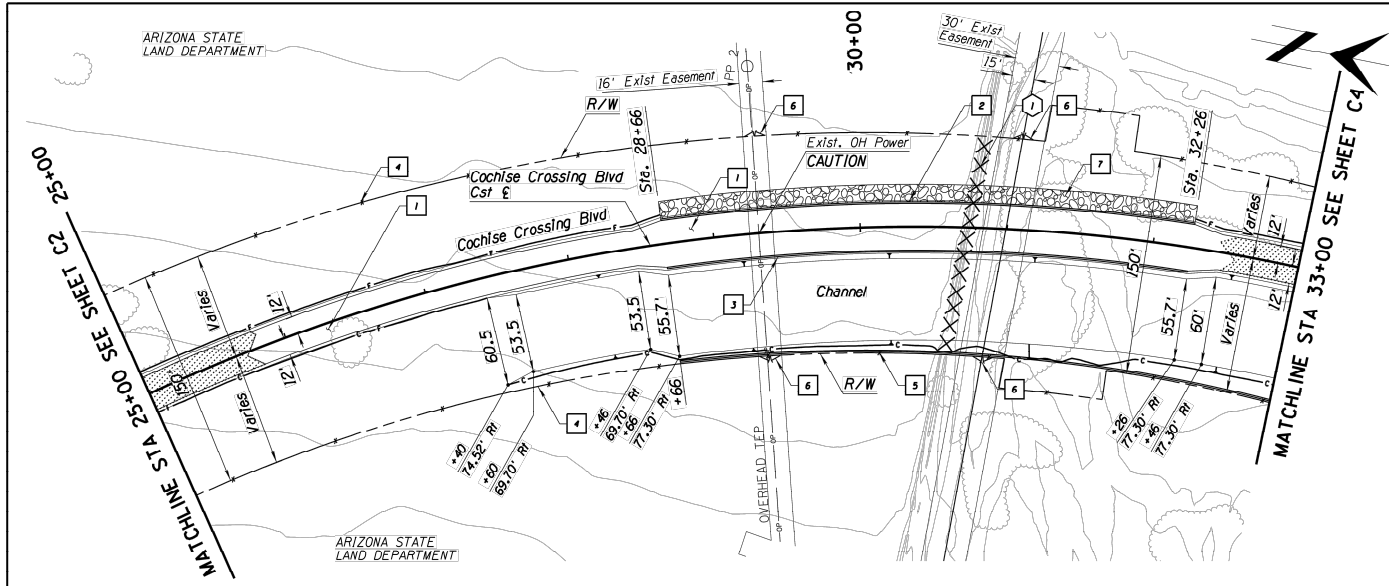 ARIZONA STATE
LAND DEPARTMENT
16' Exist Easement
PP 2
30+00
30' Exist
Easement
15'
R/W
6
2
1
6
Sta. 28+66
Exist. OH Power
CAUTION
7
Sta. 32+26
4
1
Cochise Crossing Blvd
Cst ℄
1
Cochise Crossing Blvd
MATCHLINE STA 25+00 SEE SHEET C2
25+00
MATCHLINE STA 33+00 SEE SHEET C4
Varies
12'
150'
12'
Varies
60.5
53.5
53.5
55.7'
3
Channel
150'
55.7'
60'
Varies
12'
12'
Varies
4
+40
74.52' Rt
+60
69.70' Rt
+46
69.70' Rt
+66
77.30' Rt
+66
6
R/W
5
6
+26
77.30' Rt
+46
77.30' Rt
OVERHEAD TEP
ARIZONA STATE
LAND DEPARTMENT